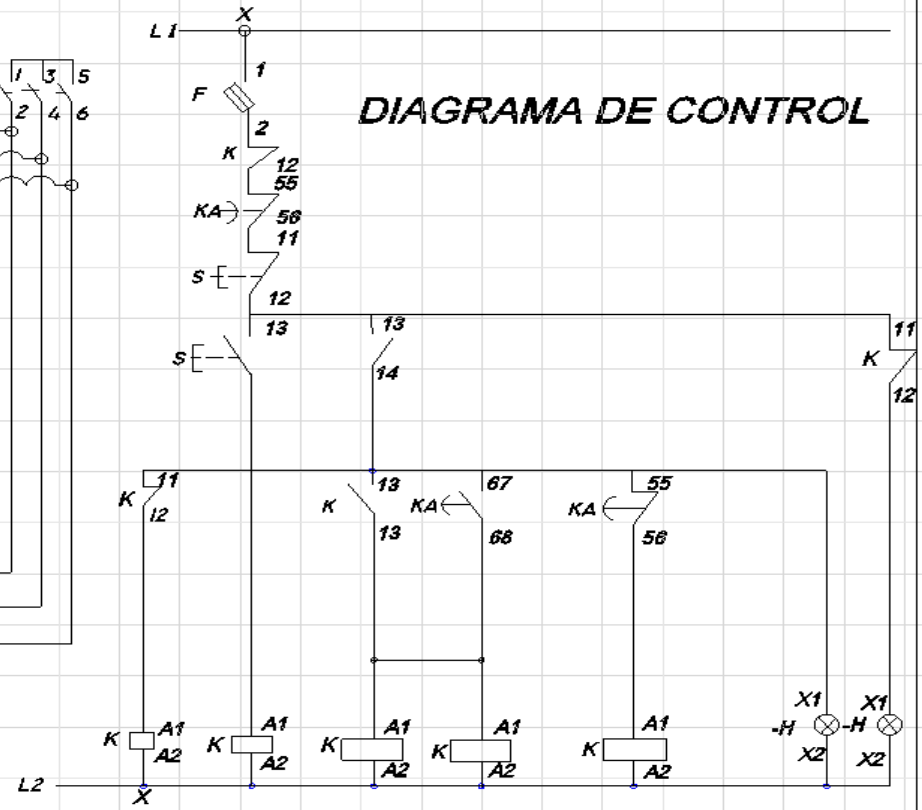 X
L1
1
1 3 5
F
DIAGRAMA DE CONTROL
2 4 6
2
K
12
55
KA
56
11
S
12
13
13
11
S
K
14
12
11
13
67
55
K
K
KA
KA
12
13
68
56
X1
X1
A1
A1
A1
A1
A1
-H
-H
K
K
K
K
K
A2
A2
A2
A2
A2
X2
X2
L2
X